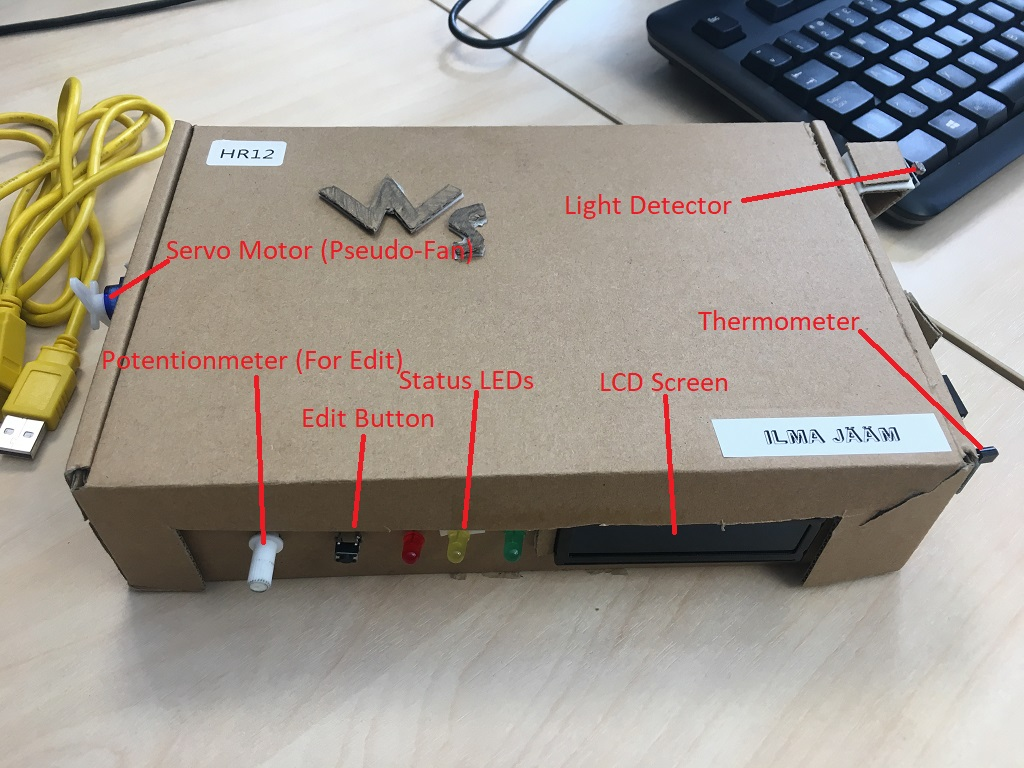 HR12
WS
Light Detector
Servo Motor (Pseudo-Fan)
Thermometer
Potentionmeter (For Edit)
Status LEDs
LCD Screen
Edit Button
ILMA JÄÄM